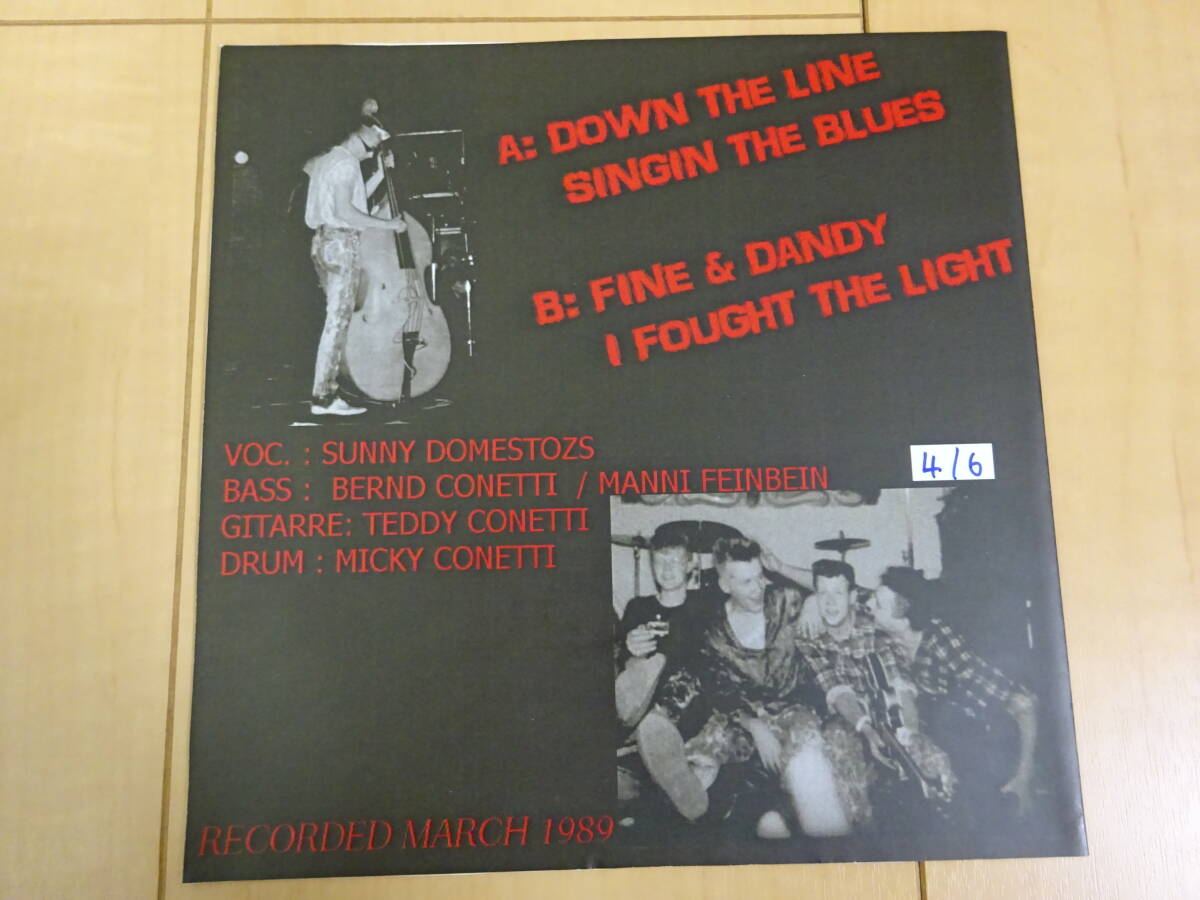 A: DOWN THE LINE
SINGIN THE BLUES
B: FINE & DANDY
I FOUGHT THE LIGHT
VOC. : SUNNY DOMESTOZS
BASS : BERND CONETTI / MANNI FEINBEIN
GITARRE: TEDDY CONETTI
DRUM : MICKY CONETTI
4/6
RECORDED MARCH 1989